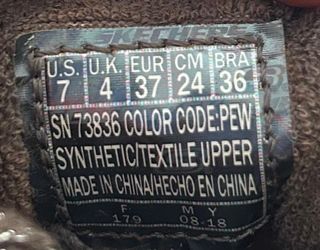 SKECHERS
U.S. U.K. EUR CM BRA
7 4 37 24 36
SN 73836 COLOR CODE:PEW
SYNTHETIC/TEXTILE UPPER
MADE IN CHINA/HECHO EN CHINA
F M Y
179 08-18